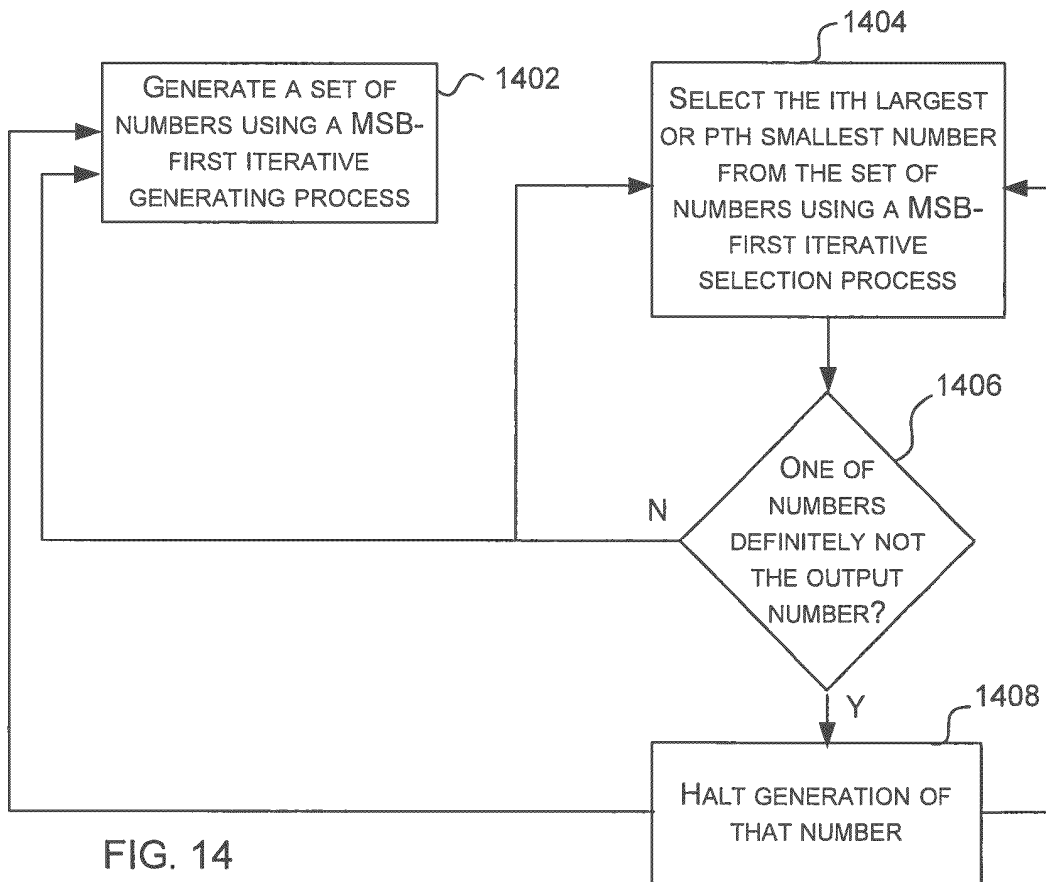 1404
1402
GENERATE A SET OF
NUMBERS USING A MSB-
FIRST ITERATIVE
GENERATING PROCESS
SELECT THE ITH LARGEST
OR PTH SMALLEST NUMBER
FROM THE SET OF
NUMBERS USING A MSB-
FIRST ITERATIVE
SELECTION PROCESS
1406
ONE OF
NUMBERS
DEFINITELY NOT
THE OUTPUT
NUMBER?
N
Y
1408
HALT GENERATION OF
THAT NUMBER
FIG. 14